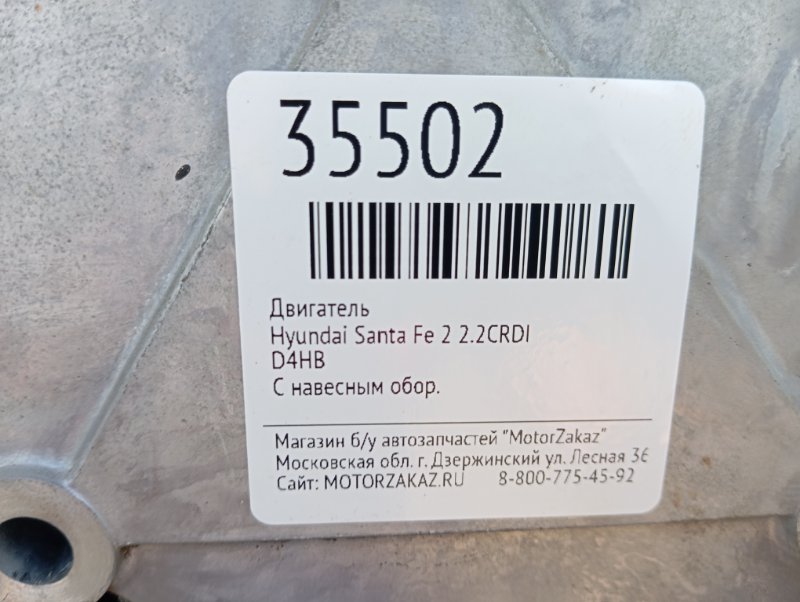 35502
Двигатель
Hyundai Santa Fe 2 2.2CRDI
D4HB
С навесным обор.
Магазин б/у автозапчастей "MotorZakaz"
Московская обл. г. Дзержинский ул. Лесная 36
Сайт: MOTORZAKAZ.RU 8-800-775-45-92